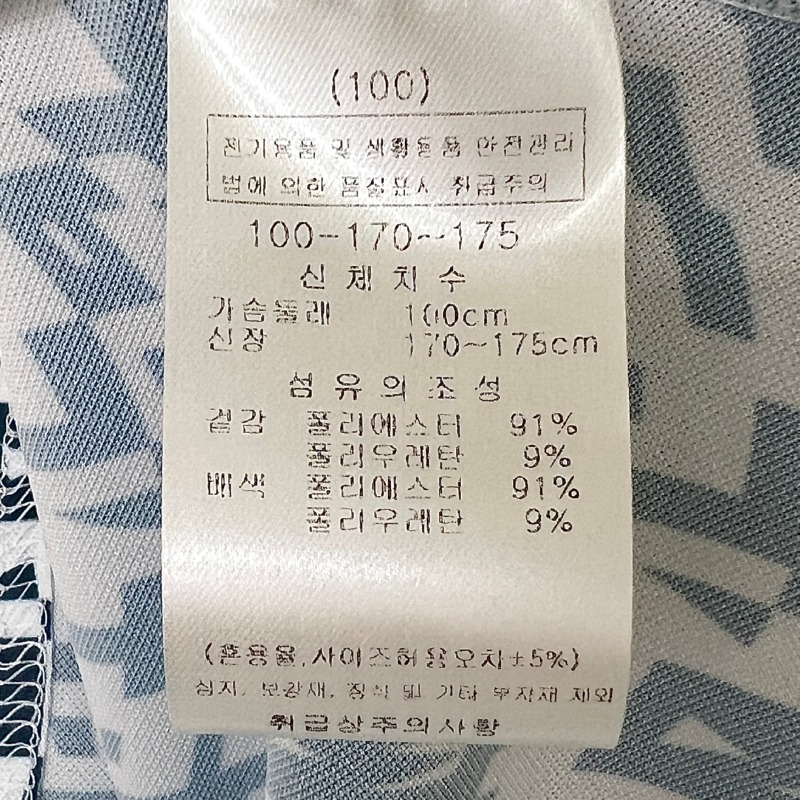 (100)
전기용품 및 생활용품 안전관리
법에 의한 품질표시 취급주의
100-170~175
신체치수
가슴둘레 100cm
신장 170~175cm
섬유의조성
겉감 폴리에스터 91%
폴리우레탄 9%
배색 폴리에스터 91%
폴리우레탄 9%
(혼용율,사이즈허용오차±5%)
심지, 보강재, 장식 및 기타 부자재 제외
취급상주의사항